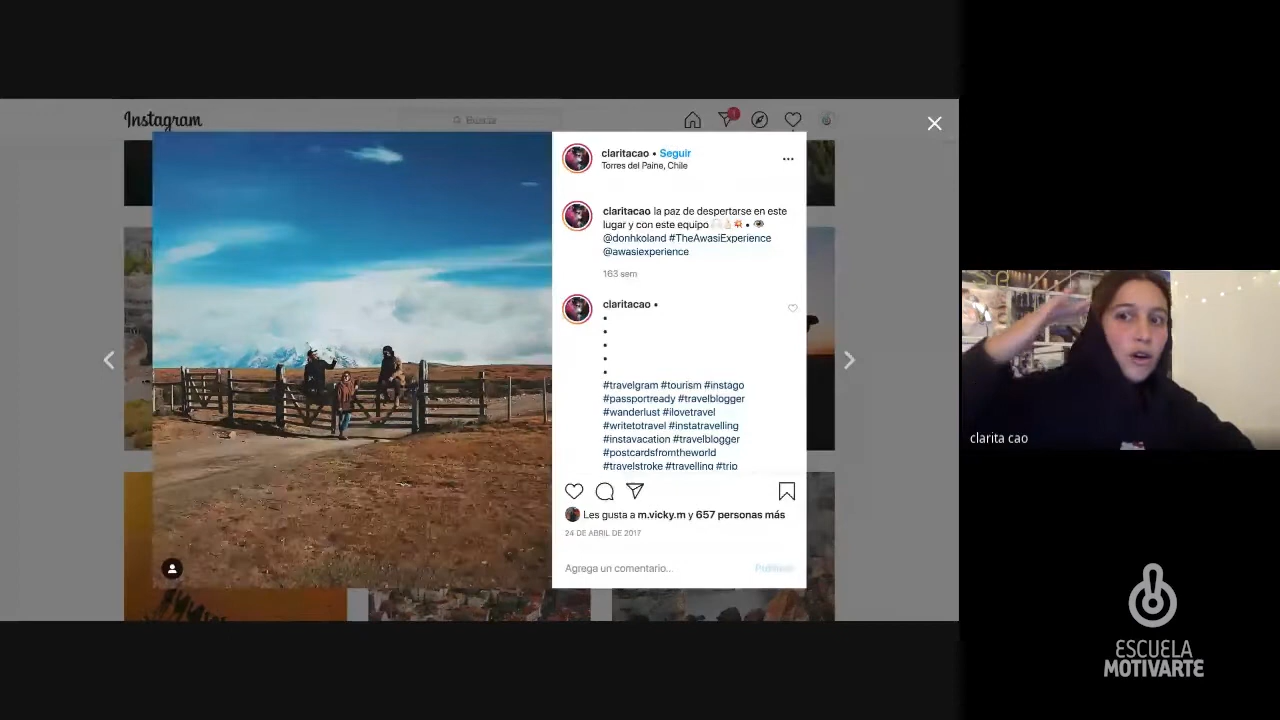 Instagram
Buscar
1
claritacao • Seguir
Torres del Paine, Chile
claritacao la paz de despertarse en este
lugar y con este equipo • 
@donhkoland #TheAwasiExperience
@awasiexperience
163 sem
claritacao •
•
•
•
•
•
#travelgram #tourism #instago
#passportready #travelblogger
#wanderlust #ilovetravel
#writetotravel #instatravelling
#instavacation #travelblogger
#postcardsfromtheworld
#travelstroke #travelling #trip
Les gusta a m.vicky.m y 657 personas más
24 DE ABRIL DE 2017
Agrega un comentario...
Publicar
clarita cao
ESCUELA
MOTIVARTE